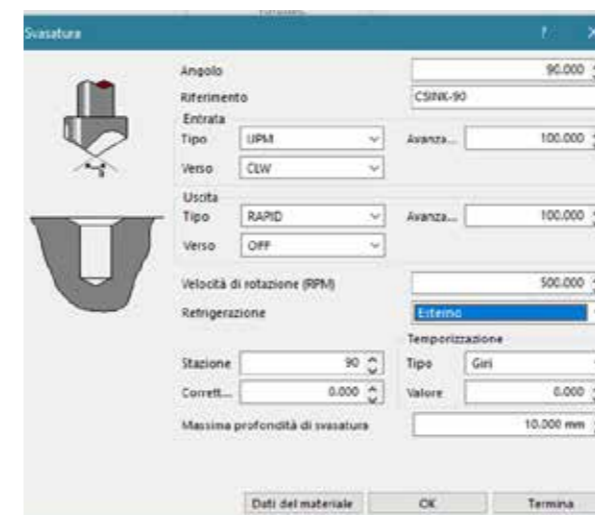 Svasatura ?
Angolo 90.000
Riferimento CSINK-90
Entrata
Tipo UPM Avanza... 100.000
Verso CLW
Uscita
Tipo RAPID Avanza... 100.000
Verso OFF
Velocità di rotazione (RPM) 500.000
Refrigerazione Esterno
Temporizzazione
Stazione 90 Tipo Giri
Corrett... 0.000 Valore 0.000
Massima profondità di svasatura 10.000 mm
Dati del materiale OK Termina